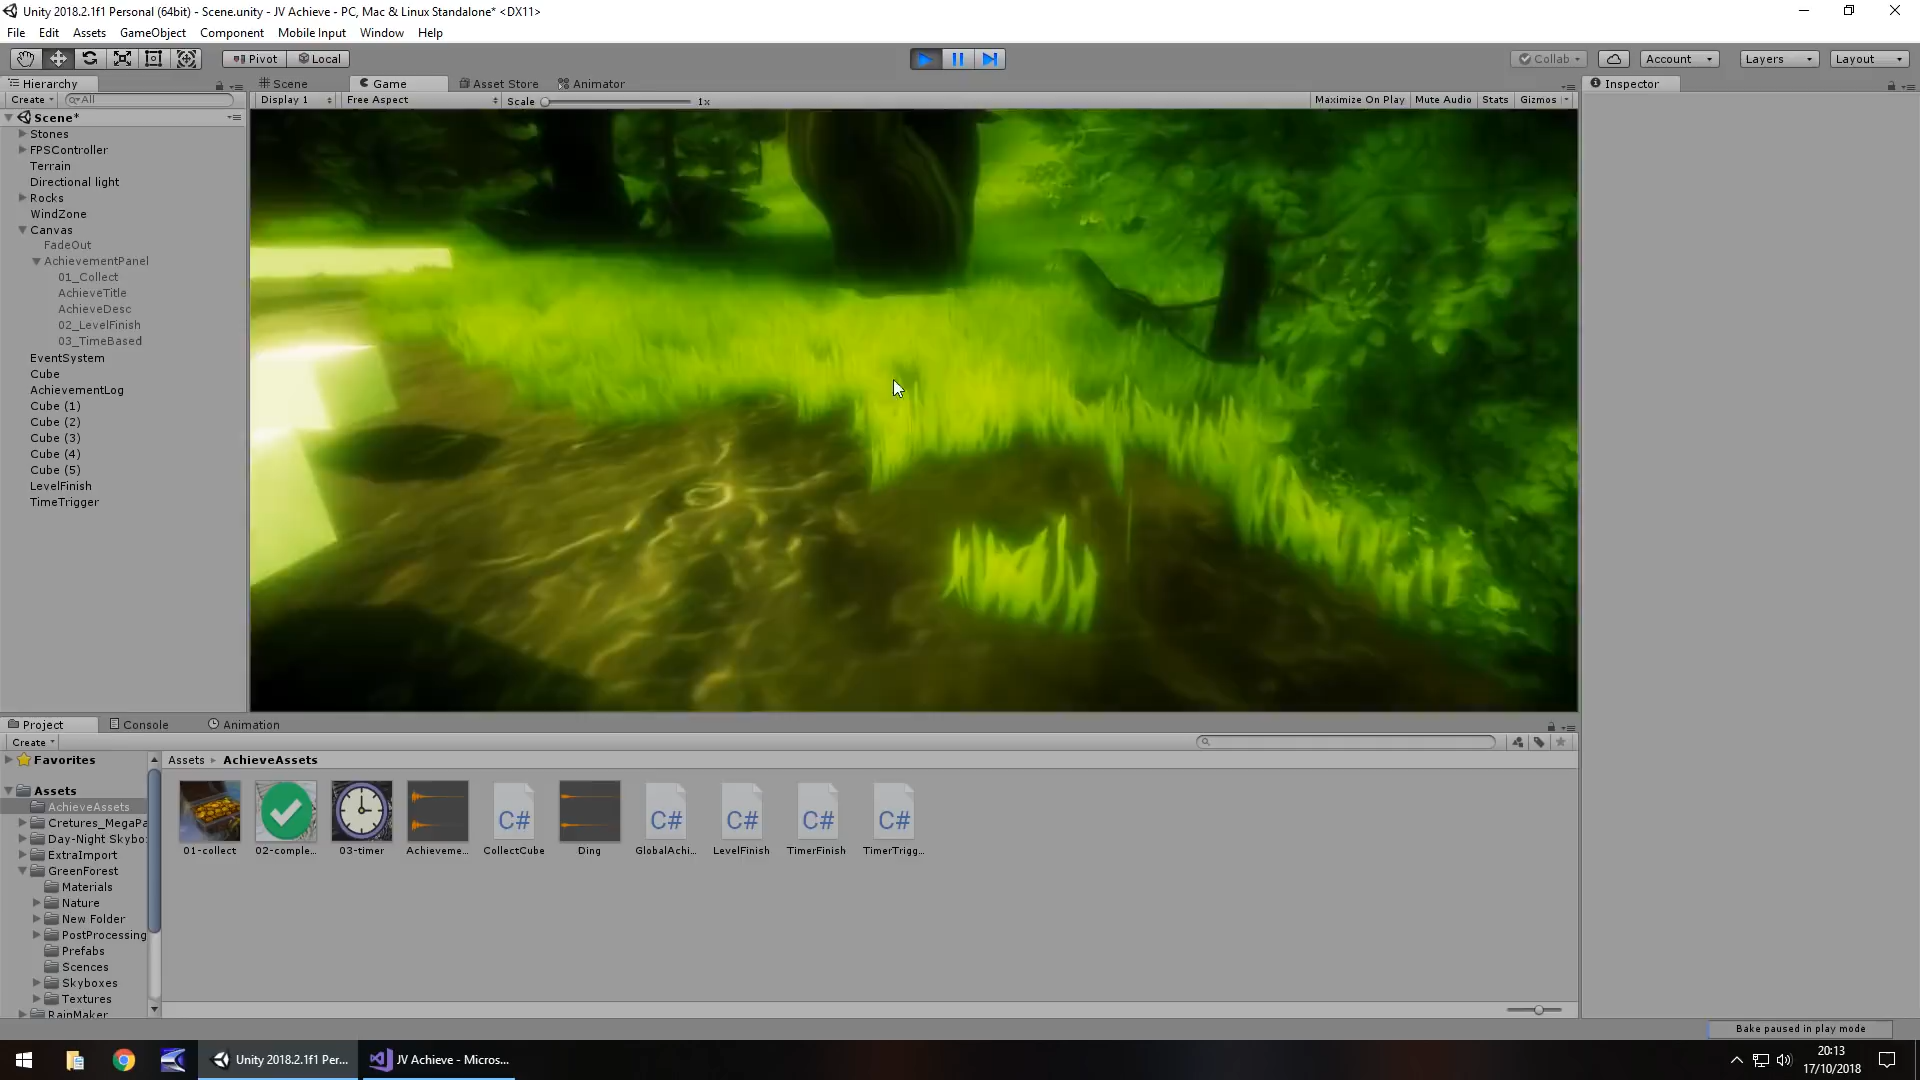 Unity 2018.2.1f1 Personal (64bit) - Scene.unity - JV Achieve - PC, Mac & Linux Standalone* <DX11>
File Edit Assets GameObject Component Mobile Input Window Help
Pivot Local Collab Account Layers Layout
Hierarchy Scene Game Asset Store Animator Inspector
Create All Display 1 Free Aspect Scale 1x Maximize On Play Mute Audio Stats Gizmos
Scene*
Stones
FPSController
Terrain
Directional light
Rocks
WindZone
Canvas
FadeOut
AchievementPanel
01_Collect
AchieveTitle
AchieveDesc
02_LevelFinish
03_TimeBased
EventSystem
Cube
AchievementLog
Cube (1)
Cube (2)
Cube (3)
Cube (4)
Cube (5)
LevelFinish
TimeTrigger
Project Console Animation
Create
Favorites
Assets
AchieveAssets
Cretures_MegaPa
Day-Night Skybo
ExtraImport
GreenForest
Materials
Nature
New Folder
PostProcessing
Prefabs
Scences
Skyboxes
Textures
RainMaker
Assets AchieveAssets
C# C# C# C# C#
01-collect 02-comple... 03-timer Achieveme... CollectCube Ding GlobalAchi... LevelFinish TimerFinish TimerTrigg...
Bake paused in play mode
Unity 2018.2.1f1 Per... JV Achieve - Micros...
20:13
17/10/2018